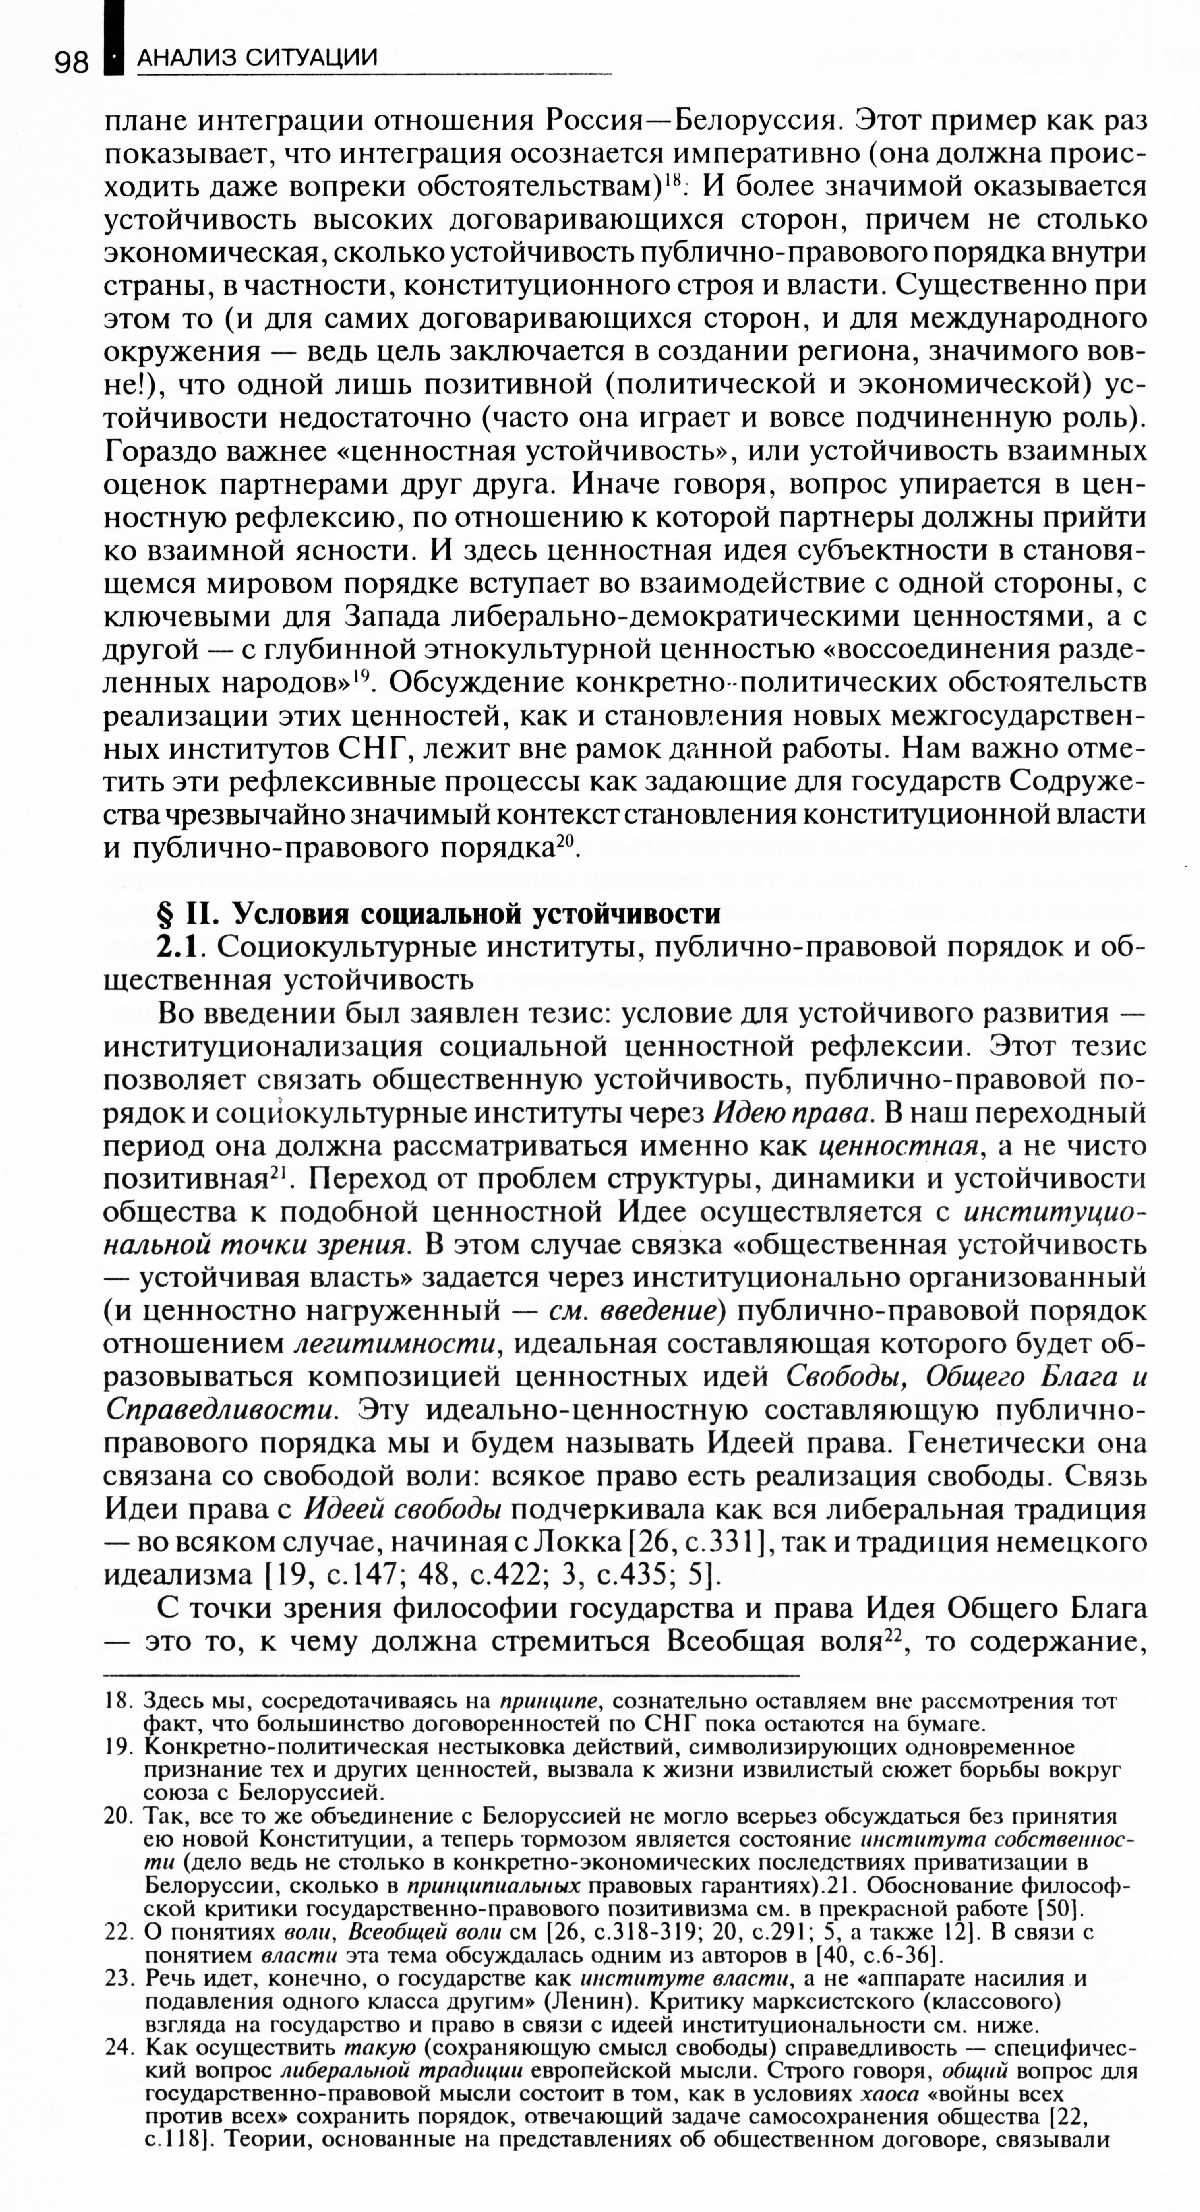 98 АНАЛИЗ СИТУАЦИИ
плане интеграции отношения Россия—Белоруссия. Этот пример как раз
показывает, что интеграция осознается императивно (она должна проис-
ходить даже вопреки обстоятельствам)¹⁸. И более значимой оказывается
устойчивость высоких договаривающихся сторон, причем не столько
экономическая, сколько устойчивость публично-правового порядка внутри
страны, в частности, конституционного строя и власти. Существенно при
этом то (и для самих договаривающихся сторон, и для международного
окружения — ведь цель заключается в создании региона, значимого вов-
не!), что одной лишь позитивной (политической и экономической) ус-
тойчивости недостаточно (часто она играет и вовсе подчиненную роль).
Гораздо важнее «ценностная устойчивость», или устойчивость взаимных
оценок партнерами друг друга. Иначе говоря, вопрос упирается в цен-
ностную рефлексию, по отношению к которой партнеры должны прийти
ко взаимной ясности. И здесь ценностная идея субъектности в становя-
щемся мировом порядке вступает во взаимодействие с одной стороны, с
ключевыми для Запада либерально-демократическими ценностями, а с
другой — с глубинной этнокультурной ценностью «воссоединения разде-
ленных народов»¹⁹. Обсуждение конкретно-политических обстоятельств
реализации этих ценностей, как и становления новых межгосударствен-
ных институтов СНГ, лежит вне рамок данной работы. Нам важно отме-
тить эти рефлексивные процессы как задающие для государств Содруже-
ства чрезвычайно значимый контекст становления конституционной власти
и публично-правового порядка²⁰.
§ II. Условия социальной устойчивости
2.1. Социокультурные институты, публично-правовой порядок и об-
щественная устойчивость
Во введении был заявлен тезис: условие для устойчивого развития —
институционализация социальной ценностной рефлексии. Этот тезис
позволяет связать общественную устойчивость, публично-правовой по-
рядок и социокультурные институты через Идею права. В наш переходный
период она должна рассматриваться именно как ценностная, а не чисто
позитивная²¹. Переход от проблем структуры, динамики и устойчивости
общества к подобной ценностной Идее осуществляется с институцио-
нальной точки зрения. В этом случае связка «общественная устойчивость
— устойчивая власть» задается через институционально организованный
(и ценностно нагруженный — см. введение) публично-правовой порядок
отношением легитимности, идеальная составляющая которого будет об-
разовываться композицией ценностных идей Свободы, Общего Блага и
Справедливости. Эту идеально-ценностную составляющую публично-
правового порядка мы и будем называть Идеей права. Генетически она
связана со свободой воли: всякое право есть реализация свободы. Связь
Идеи права с Идеей свободы подчеркивала как вся либеральная традиция
— во всяком случае, начиная с Локка [26, с.331], так и традиция немецкого
идеализма [19, с.147; 48, с.422; 3, с.435; 5].
С точки зрения философии государства и права Идея Общего Блага
— это то, к чему должна стремиться Всеобщая воля²², то содержание,
18. Здесь мы, сосредотачиваясь на принципе, сознательно оставляем вне рассмотрения тот
факт, что большинство договоренностей по СНГ пока остаются на бумаге.
19. Конкретно-политическая нестыковка действий, символизирующих одновременное
признание тех и других ценностей, вызвала к жизни извилистый сюжет борьбы вокруг
союза с Белоруссией.
20. Так, все то же объединение с Белоруссией не могло всерьез обсуждаться без принятия
ею новой Конституции, а теперь тормозом является состояние института собственнос-
ти (дело ведь не столько в конкретно-экономических последствиях приватизации в
Белоруссии, сколько в принципиальных правовых гарантиях).21. Обоснование философ-
ской критики государственно-правового позитивизма см. в прекрасной работе [50].
22. О понятиях воли, Всеобщей воли см [26, с.318-319; 20, с.291; 5, а также 12]. В связи с
понятием власти эта тема обсуждалась одним из авторов в [40, с.6-36].
23. Речь идет, конечно, о государстве как институте власти, а не «аппарате насилия и
подавления одного класса другим» (Ленин). Критику марксистского (классового)
взгляда на государство и право в связи с идеей институциональности см. ниже.
24. Как осуществить такую (сохраняющую смысл свободы) справедливость — специфичес-
кий вопрос либеральной традиции европейской мысли. Строго говоря, общий вопрос для
государственно-правовой мысли состоит в том, как в условиях хаоса «войны всех
против всех» сохранить порядок, отвечающий задаче самосохранения общества [22,
с.118]. Теории, основанные на представлениях об общественном договоре, связывали